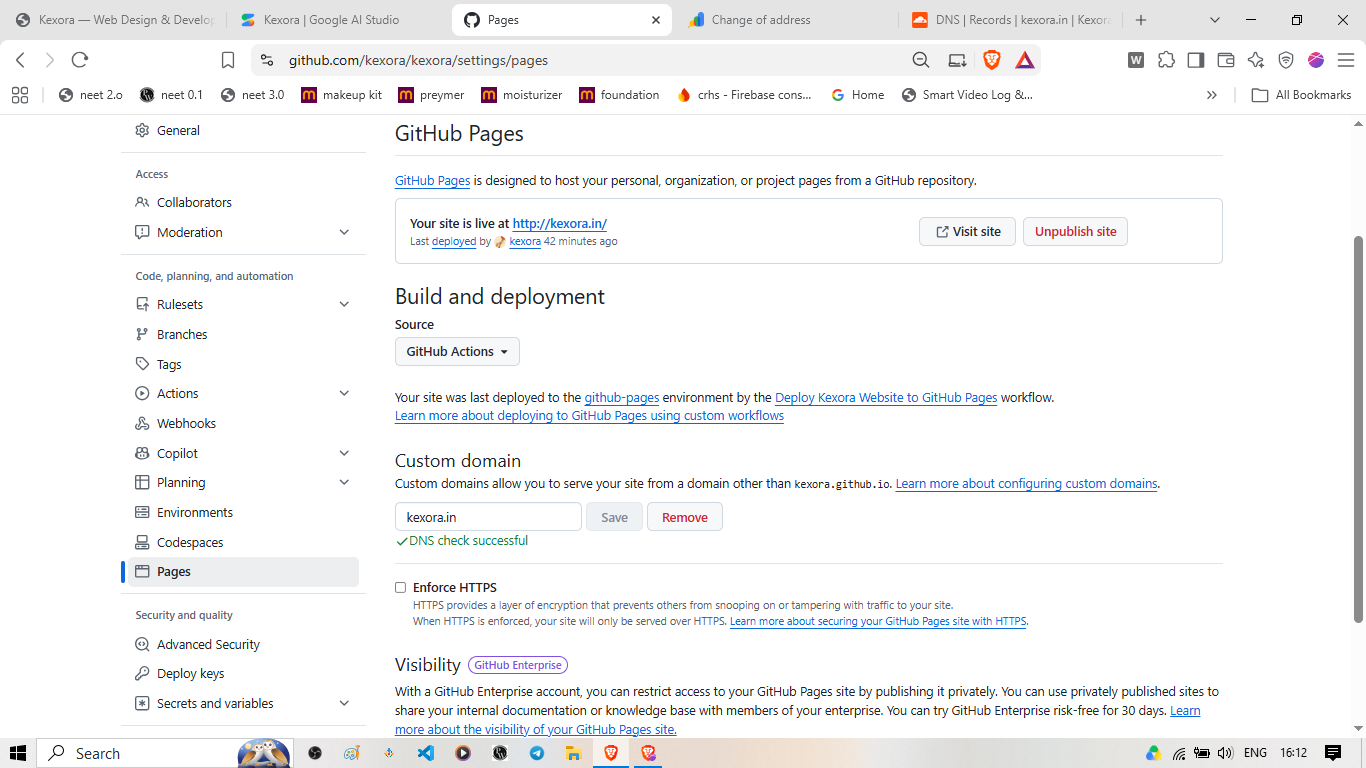 Kexora — Web Design & Develop
Kexora | Google AI Studio
Pages
Change of address
DNS | Records | kexora.in | Kexora
github.com/kexora/kexora/settings/pages
neet 2.o
neet 0.1
neet 3.0
makeup kit
preymer
moisturizer
foundation
crhs - Firebase cons...
Home
Smart Video Log &...
All Bookmarks
General
Access
Collaborators
Moderation
Code, planning, and automation
Rulesets
Branches
Tags
Actions
Webhooks
Copilot
Planning
Environments
Codespaces
Pages
Security and quality
Advanced Security
Deploy keys
Secrets and variables
GitHub Pages
GitHub Pages is designed to host your personal, organization, or project pages from a GitHub repository.
Your site is live at http://kexora.in/
Last deployed by kexora 42 minutes ago
Visit site
Unpublish site
Build and deployment
Source
GitHub Actions
Your site was last deployed to the github-pages environment by the Deploy Kexora Website to GitHub Pages workflow.
Learn more about deploying to GitHub Pages using custom workflows
Custom domain
Custom domains allow you to serve your site from a domain other than kexora.github.io. Learn more about configuring custom domains.
kexora.in
Save
Remove
DNS check successful
Enforce HTTPS
HTTPS provides a layer of encryption that prevents others from snooping on or tampering with traffic to your site.
When HTTPS is enforced, your site will only be served over HTTPS. Learn more about securing your GitHub Pages site with HTTPS.
Visibility GitHub Enterprise
With a GitHub Enterprise account, you can restrict access to your GitHub Pages site by publishing it privately. You can use privately published sites to
share your internal documentation or knowledge base with members of your enterprise. You can try GitHub Enterprise risk-free for 30 days. Learn
more about the visibility of your GitHub Pages site.
Search
ENG
16:12